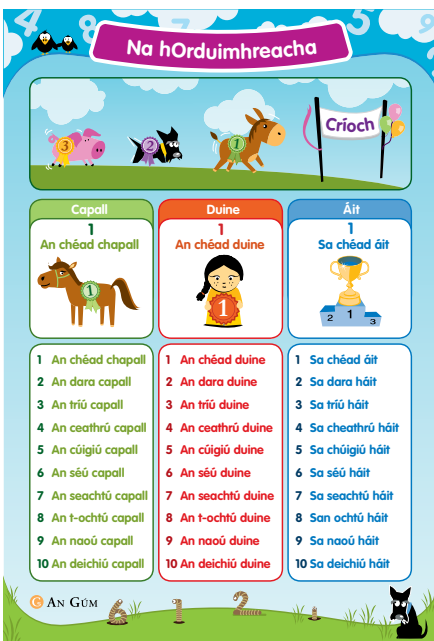 Na hOrduimhreacha
3
2
1
Críoch
Capall
1
An chéad chapall
1
Duine
1
An chéad duine
1
Áit
1
Sa chéad áit
2 1 3
1 An chéad chapall
2 An dara capall
3 An tríú capall
4 An ceathrú capall
5 An cúigiú capall
6 An séú capall
7 An seachtú capall
8 An t-ochtú capall
9 An naoú capall
10 An deichiú capall
1 An chéad duine
2 An dara duine
3 An tríú duine
4 An ceathrú duine
5 An cúigiú duine
6 An séú duine
7 An seachtú duine
8 An t-ochtú duine
9 An naoú duine
10 An deichiú duine
1 Sa chéad áit
2 Sa dara háit
3 Sa tríú háit
4 Sa cheathrú háit
5 Sa chúigiú háit
6 Sa séú háit
7 Sa seachtú háit
8 San ochtú háit
9 Sa naoú háit
10 Sa deichiú háit
G An Gúm
6 1 2